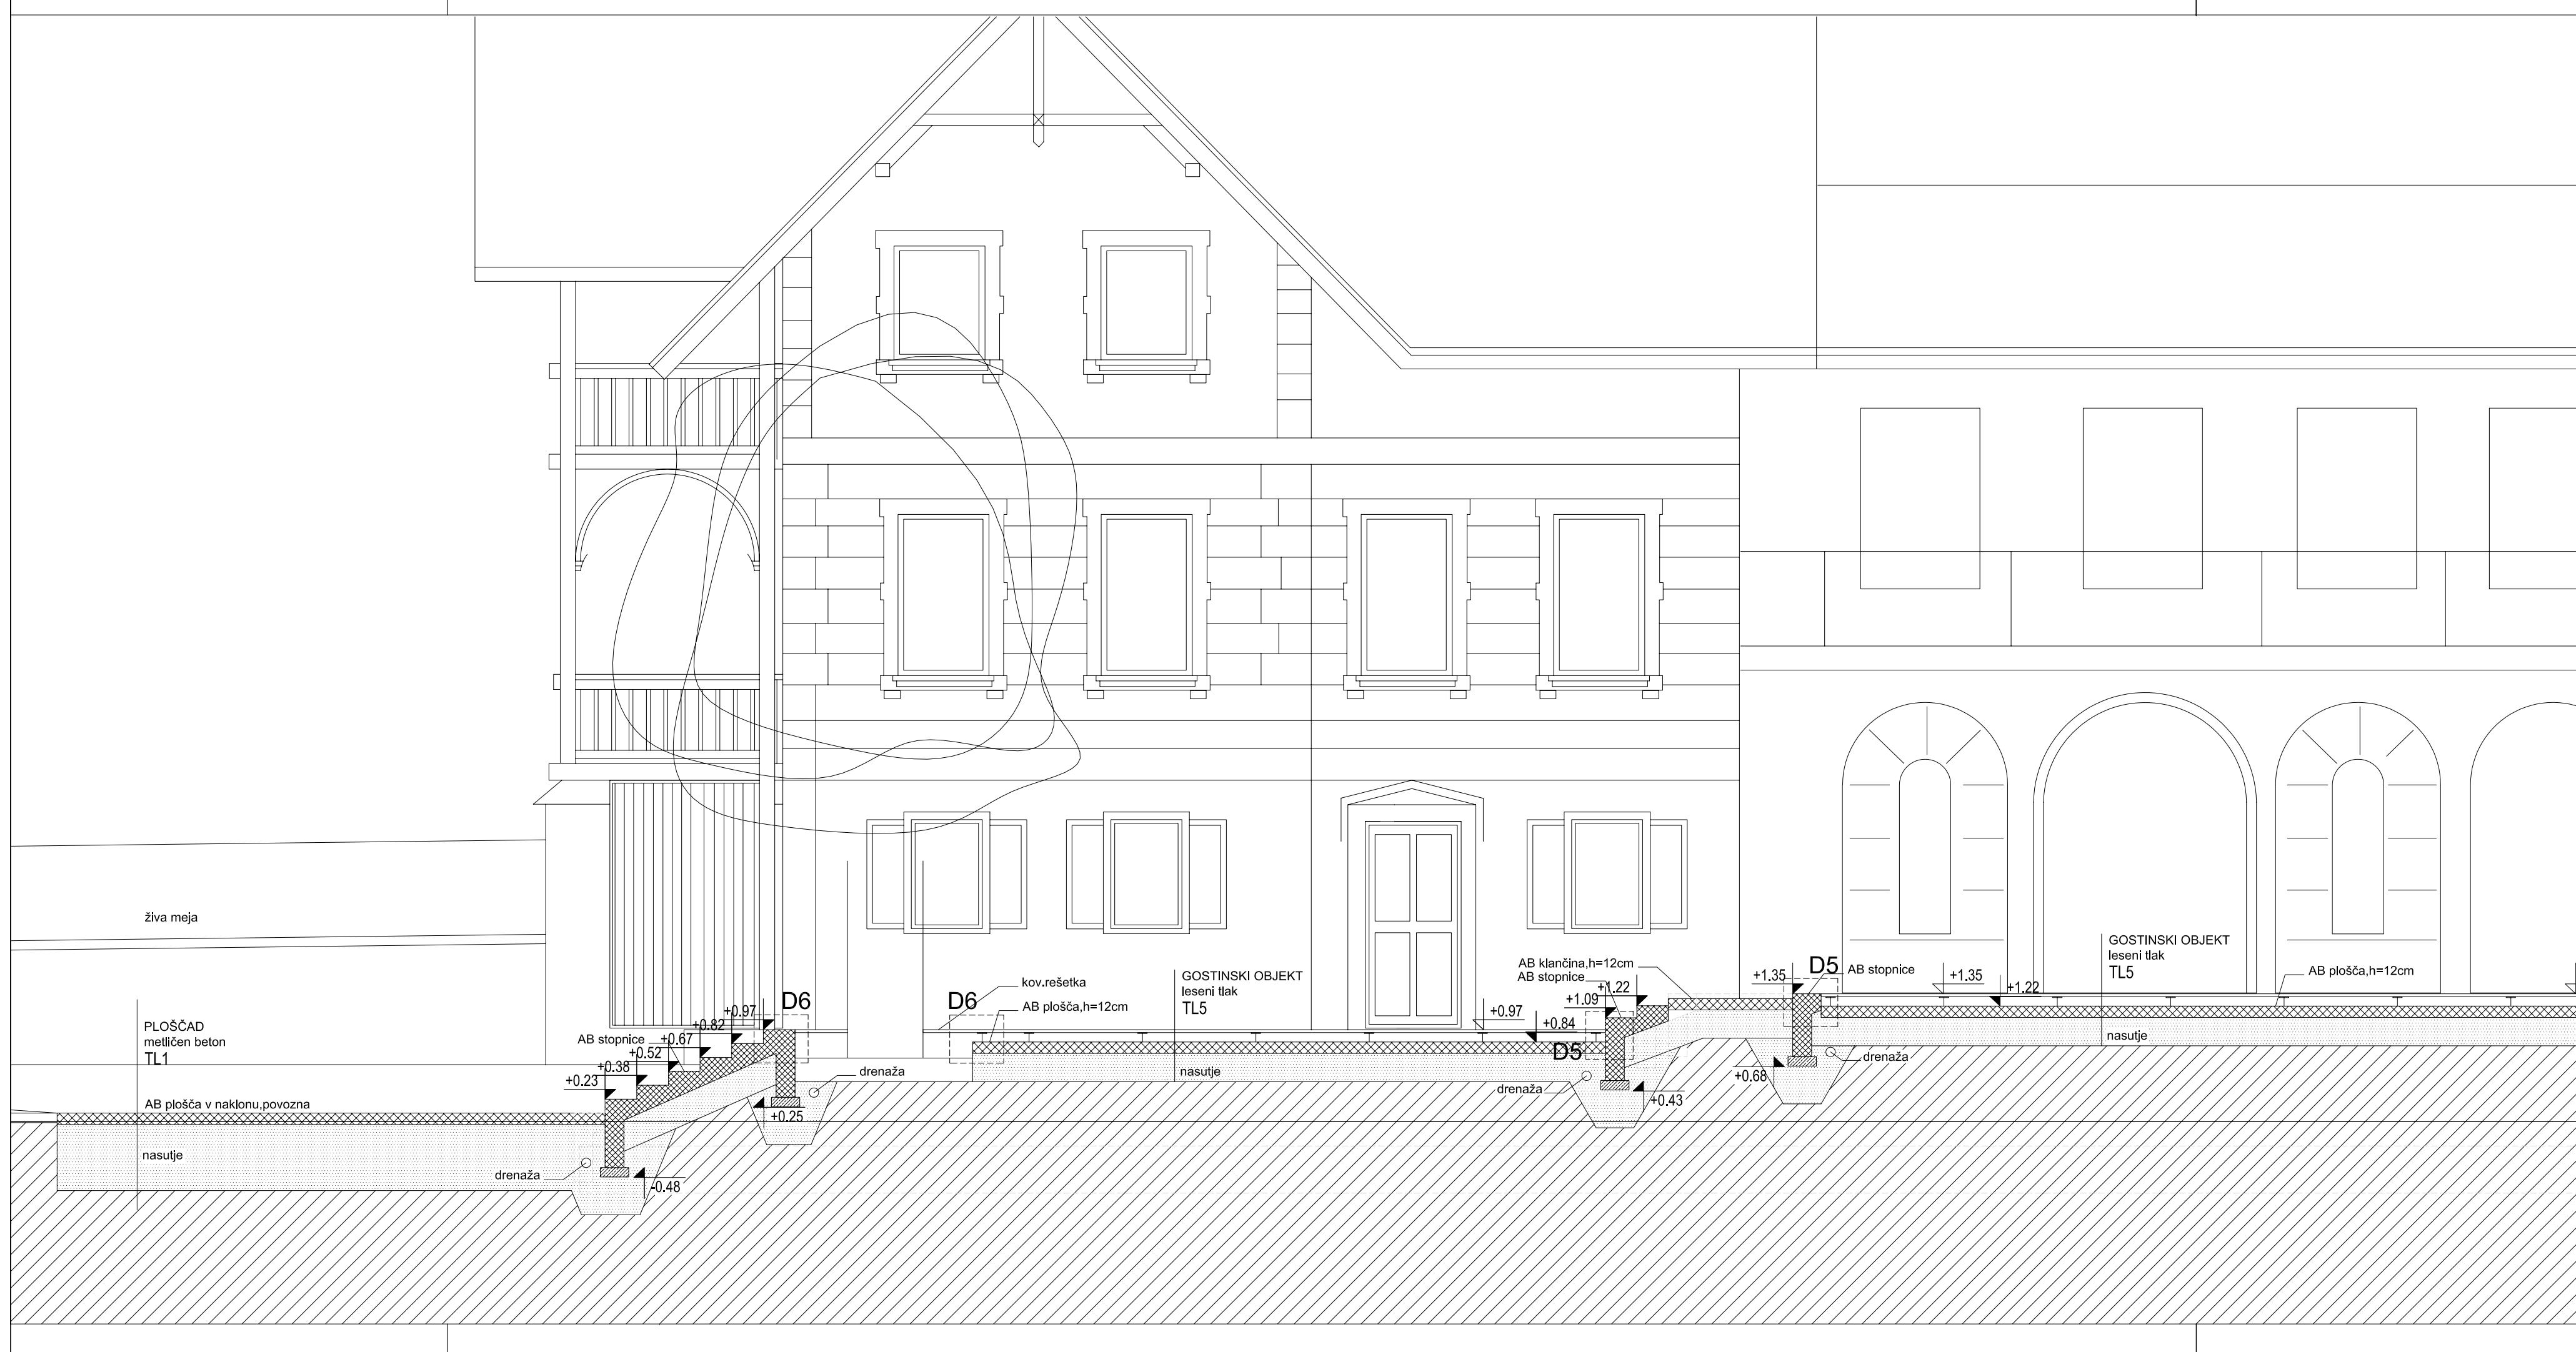 živa meja
PLOŠČAD
metličen beton
TL1
AB plošča v naklonu,povozna
nasutje
drenaža
-0.48
+0.23
+0.38
+0.52
+0.67
+0.82
+0.97
AB stopnice
D6
+0.25
drenaža
D6
kov.rešetka
AB plošča,h=12cm
GOSTINSKI OBJEKT
leseni tlak
TL5
nasutje
+0.97
+0.84
AB klančina,h=12cm
AB stopnice
+1.22
+1.09
D5
drenaža
+0.43
+1.35
D5
AB stopnice
+0.68
drenaža
+1.35
+1.22
GOSTINSKI OBJEKT
leseni tlak
TL5
AB plošča,h=12cm
nasutje